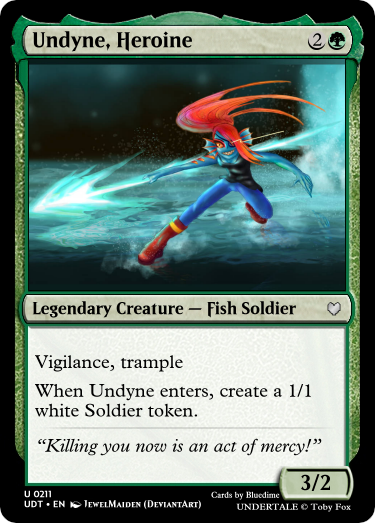 Undyne, Heroine 2
Legendary Creature — Fish Soldier
Vigilance, trample
When Undyne enters, create a 1/1
white Soldier token.
“Killing you now is an act of mercy!”
3/2
U 0211
UDT • EN JewelMaiden (DeviantArt)
Cards by Bluedime
UNDERTALE © Toby Fox